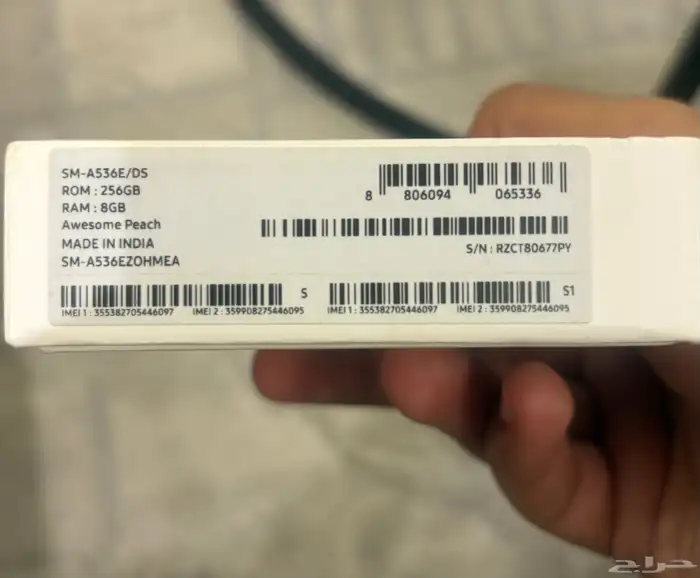 SM-A536E/DS
ROM : 256GB
RAM : 8GB
Awesome Peach
MADE IN INDIA
SM-A536EZOHMEA
8 806094 065336
S/N : RZCT80677PY
S
IMEI 1 : 355382705446097 IMEI 2 : 359908275446095
S1
IMEI 1 : 355382705446097 IMEI 2 : 359908275446095
حراج